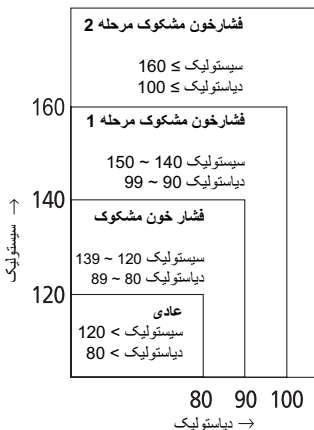 فشارخون مشکوک مرحله 2
سیستولیک ≥ 160
دیاستولیک ≥ 100
160
فشارخون مشکوک مرحله 1
سیستولیک 140 ~ 150
دیاستولیک 90 ~ 99
140
فشار خون مشکوک
سیستولیک 120 ~ 139
دیاستولیک 80 ~ 89
120
عادی
سیستولیک < 120
دیاستولیک < 80
سیستولیک →
80 90 100
دیاستولیک →